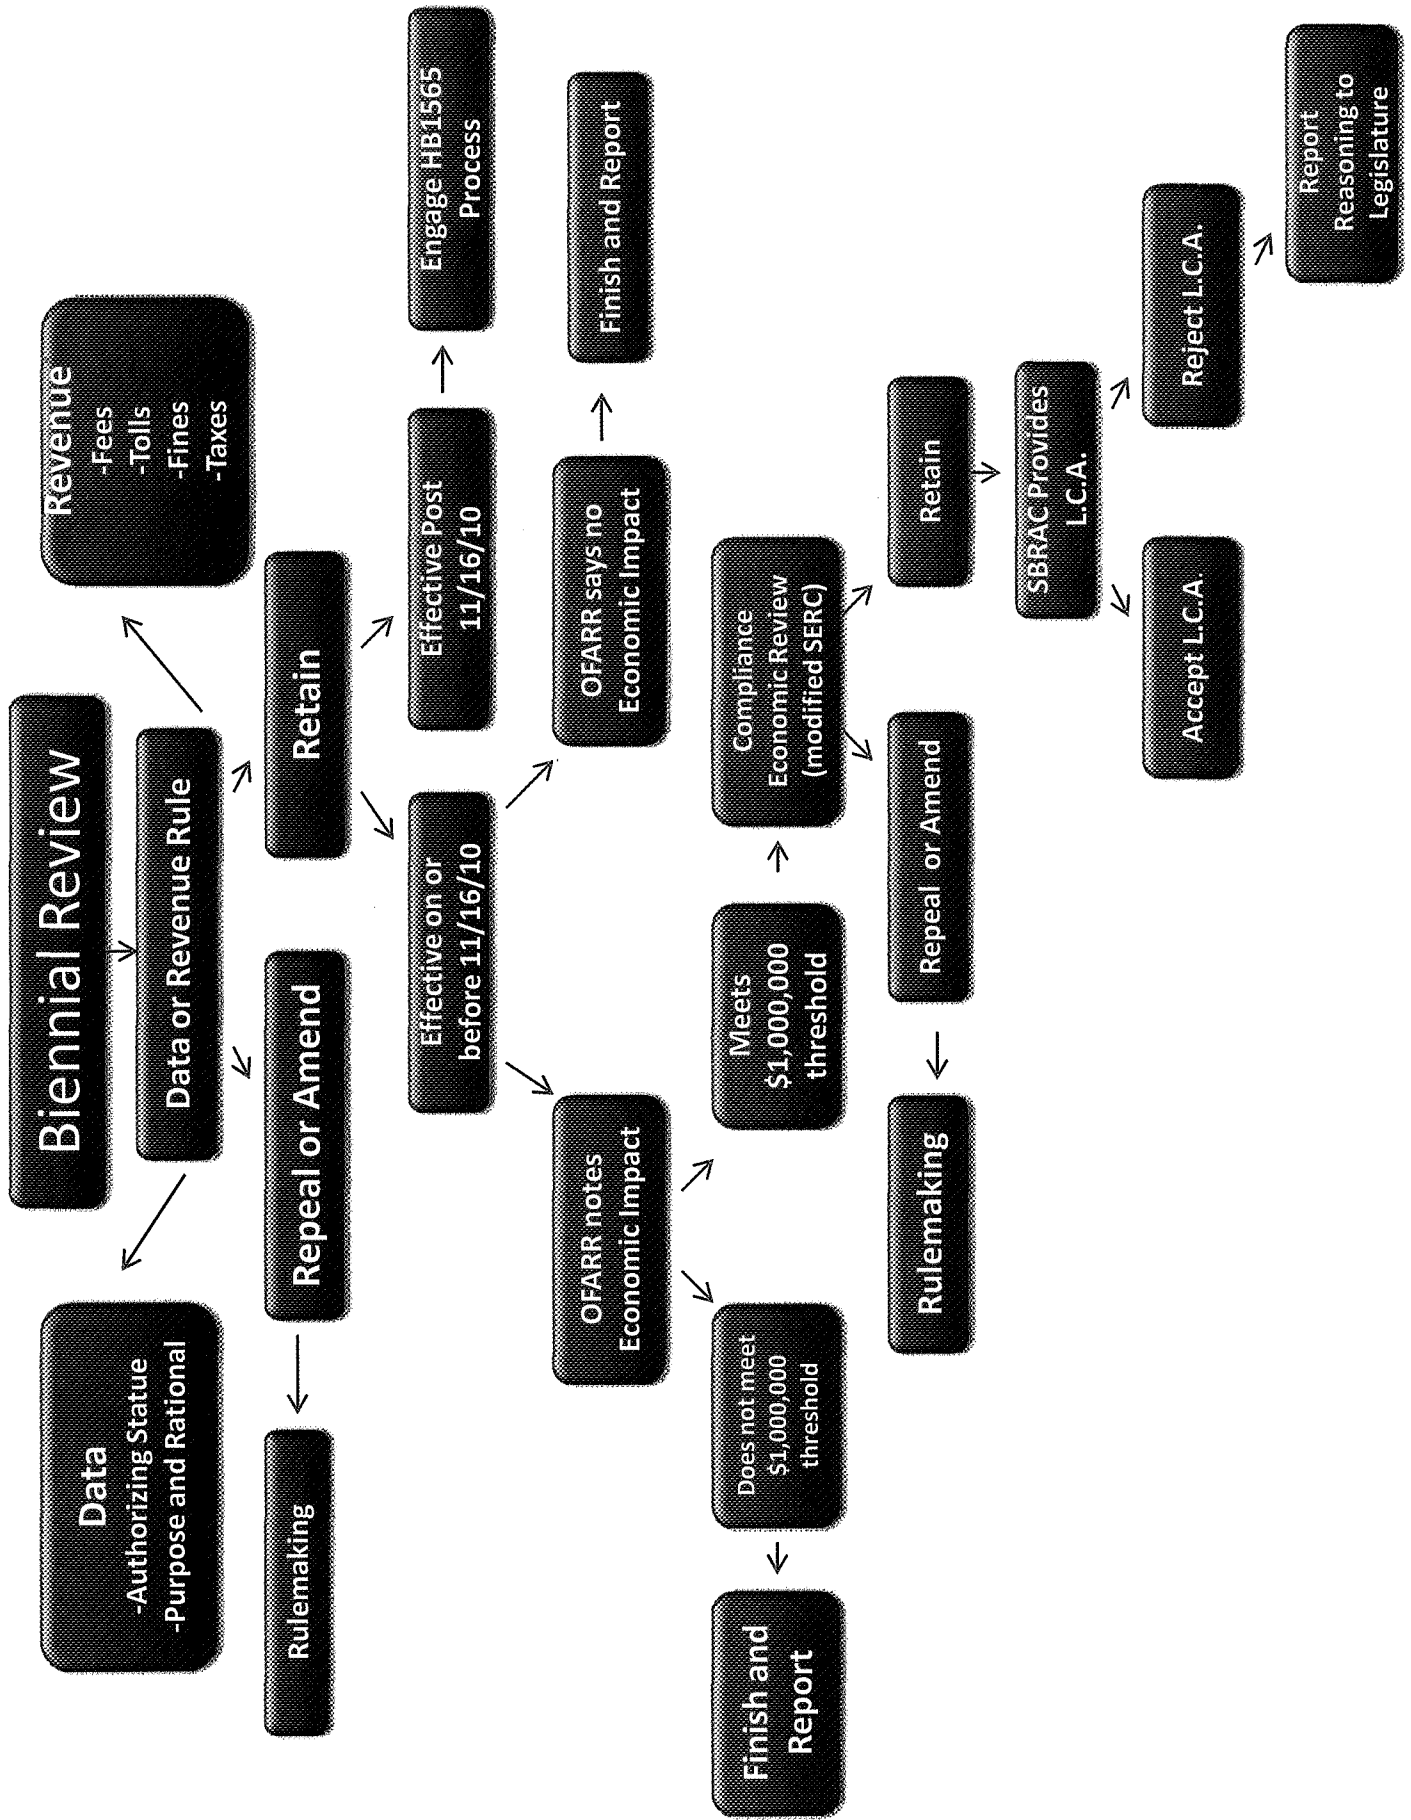 Biennial Review
Data or Revenue Rule
Data
-Authorizing Statue
-Purpose and Rational
Revenue
-Fees
-Tolls
-Fines
-Taxes
Rulemaking
Repeal or Amend
Retain
Effective on or
before 11/16/10
Effective Post
11/16/10
Engage HB1565
Process
OFARR notes
Economic Impact
OFARR says no
Economic Impact
Finish and Report
Finish and
Report
Does not meet
$1,000,000
threshold
Meets
$1,000,000
threshold
Compliance
Economic Review
(modified SERC)
Rulemaking
Repeal or Amend
Retain
SBRAC Provides
L.C.A.
Accept L.C.A.
Reject L.C.A.
Report
Reasoning to
Legislature